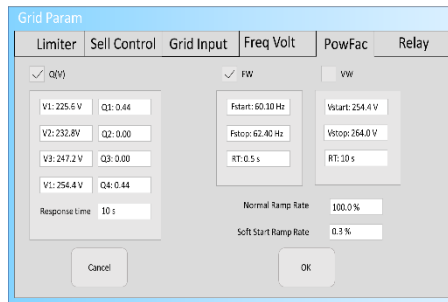 Grid Param
Limiter Sell Control Grid Input Freq Volt PowFac Relay
Q(V) FW VW
V1: 225.6 V Q1: 0.44 Fstart: 60.10 Hz Vstart: 254.4 V
V2: 232.8V Q2: 0.00 Fstop: 62.40 Hz Vstop: 264.0 V
V3: 247.2 V Q3: 0.00 RT: 0.5 s RT: 10 s
V1: 254.4 V Q4: 0.44
Response time 10 s Normal Ramp Rate 100.0 %
Soft Start Ramp Rate 0.3 %
Cancel OK